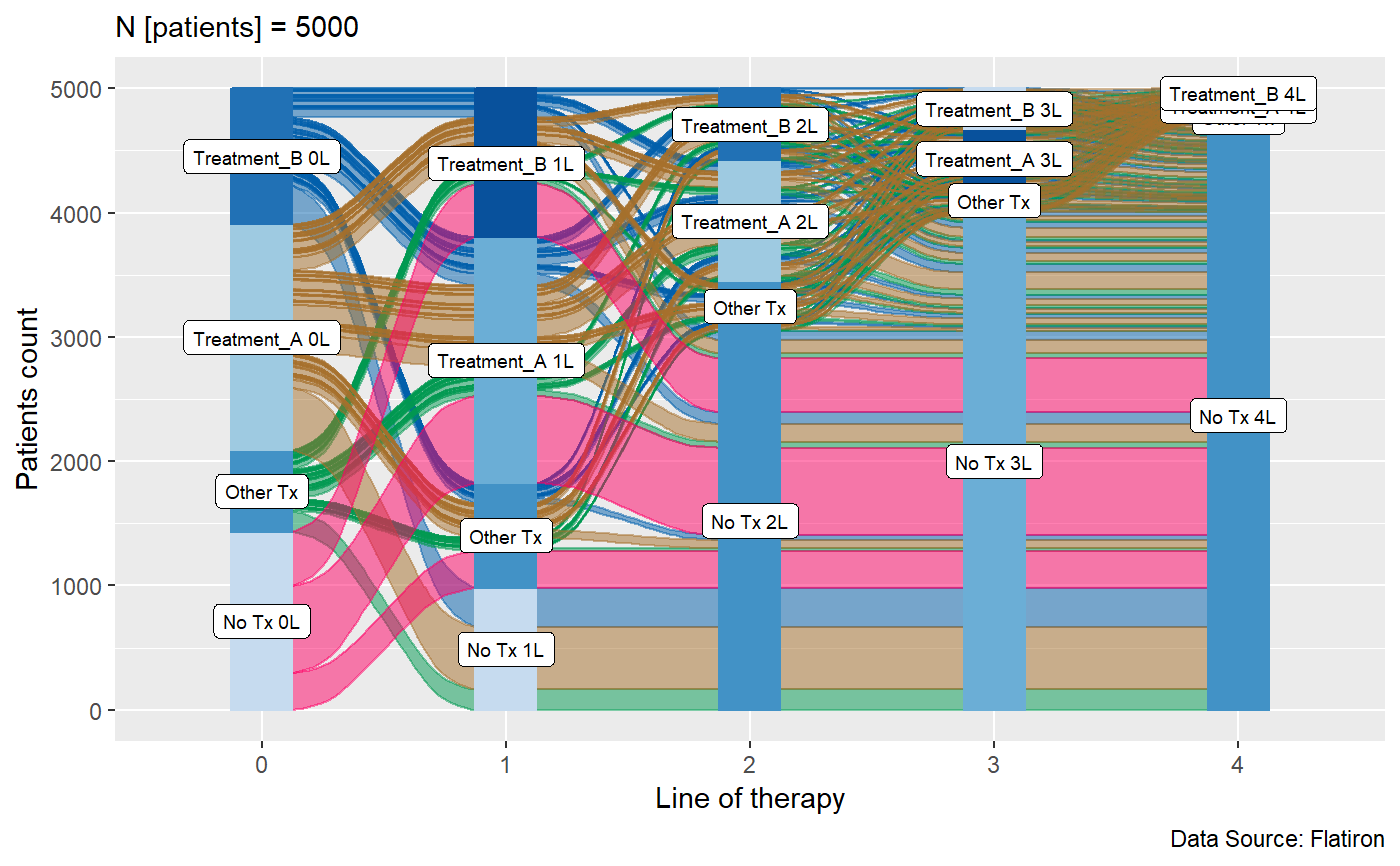 N [patients] = 5000
Patients count
5000
4000
3000
2000
1000
0
Treatment_B 0L
Treatment_A 0L
Other Tx
No Tx 0L
Treatment_B 1L
Treatment_A 1L
Other Tx
No Tx 1L
Treatment_B 2L
Treatment_A 2L
Other Tx
No Tx 2L
Treatment_B 3L
Treatment_A 3L
Other Tx
No Tx 3L
Treatment_B 4L
No Tx 4L
0
1
2
3
4
Line of therapy
Data Source: Flatiron